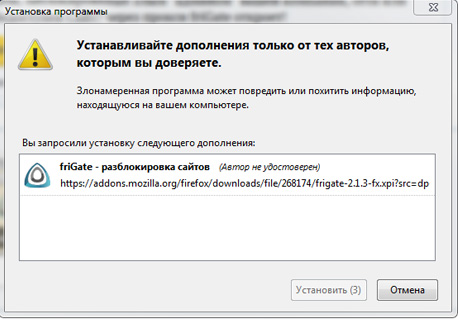 Установка программы
Устанавливайте дополнения только от тех авторов,
которым вы доверяете.
Злонамеренная программа может повредить или похитить информацию,
находящуюся на вашем компьютере.
Вы запросили установку следующего дополнения:
friGate - разблокировка сайтов (Автор не удостоверен)
https://addons.mozilla.org/firefox/downloads/file/268174/frigate-2.1.3-fx.xpi?src=dp
Установить (3)
Отмена